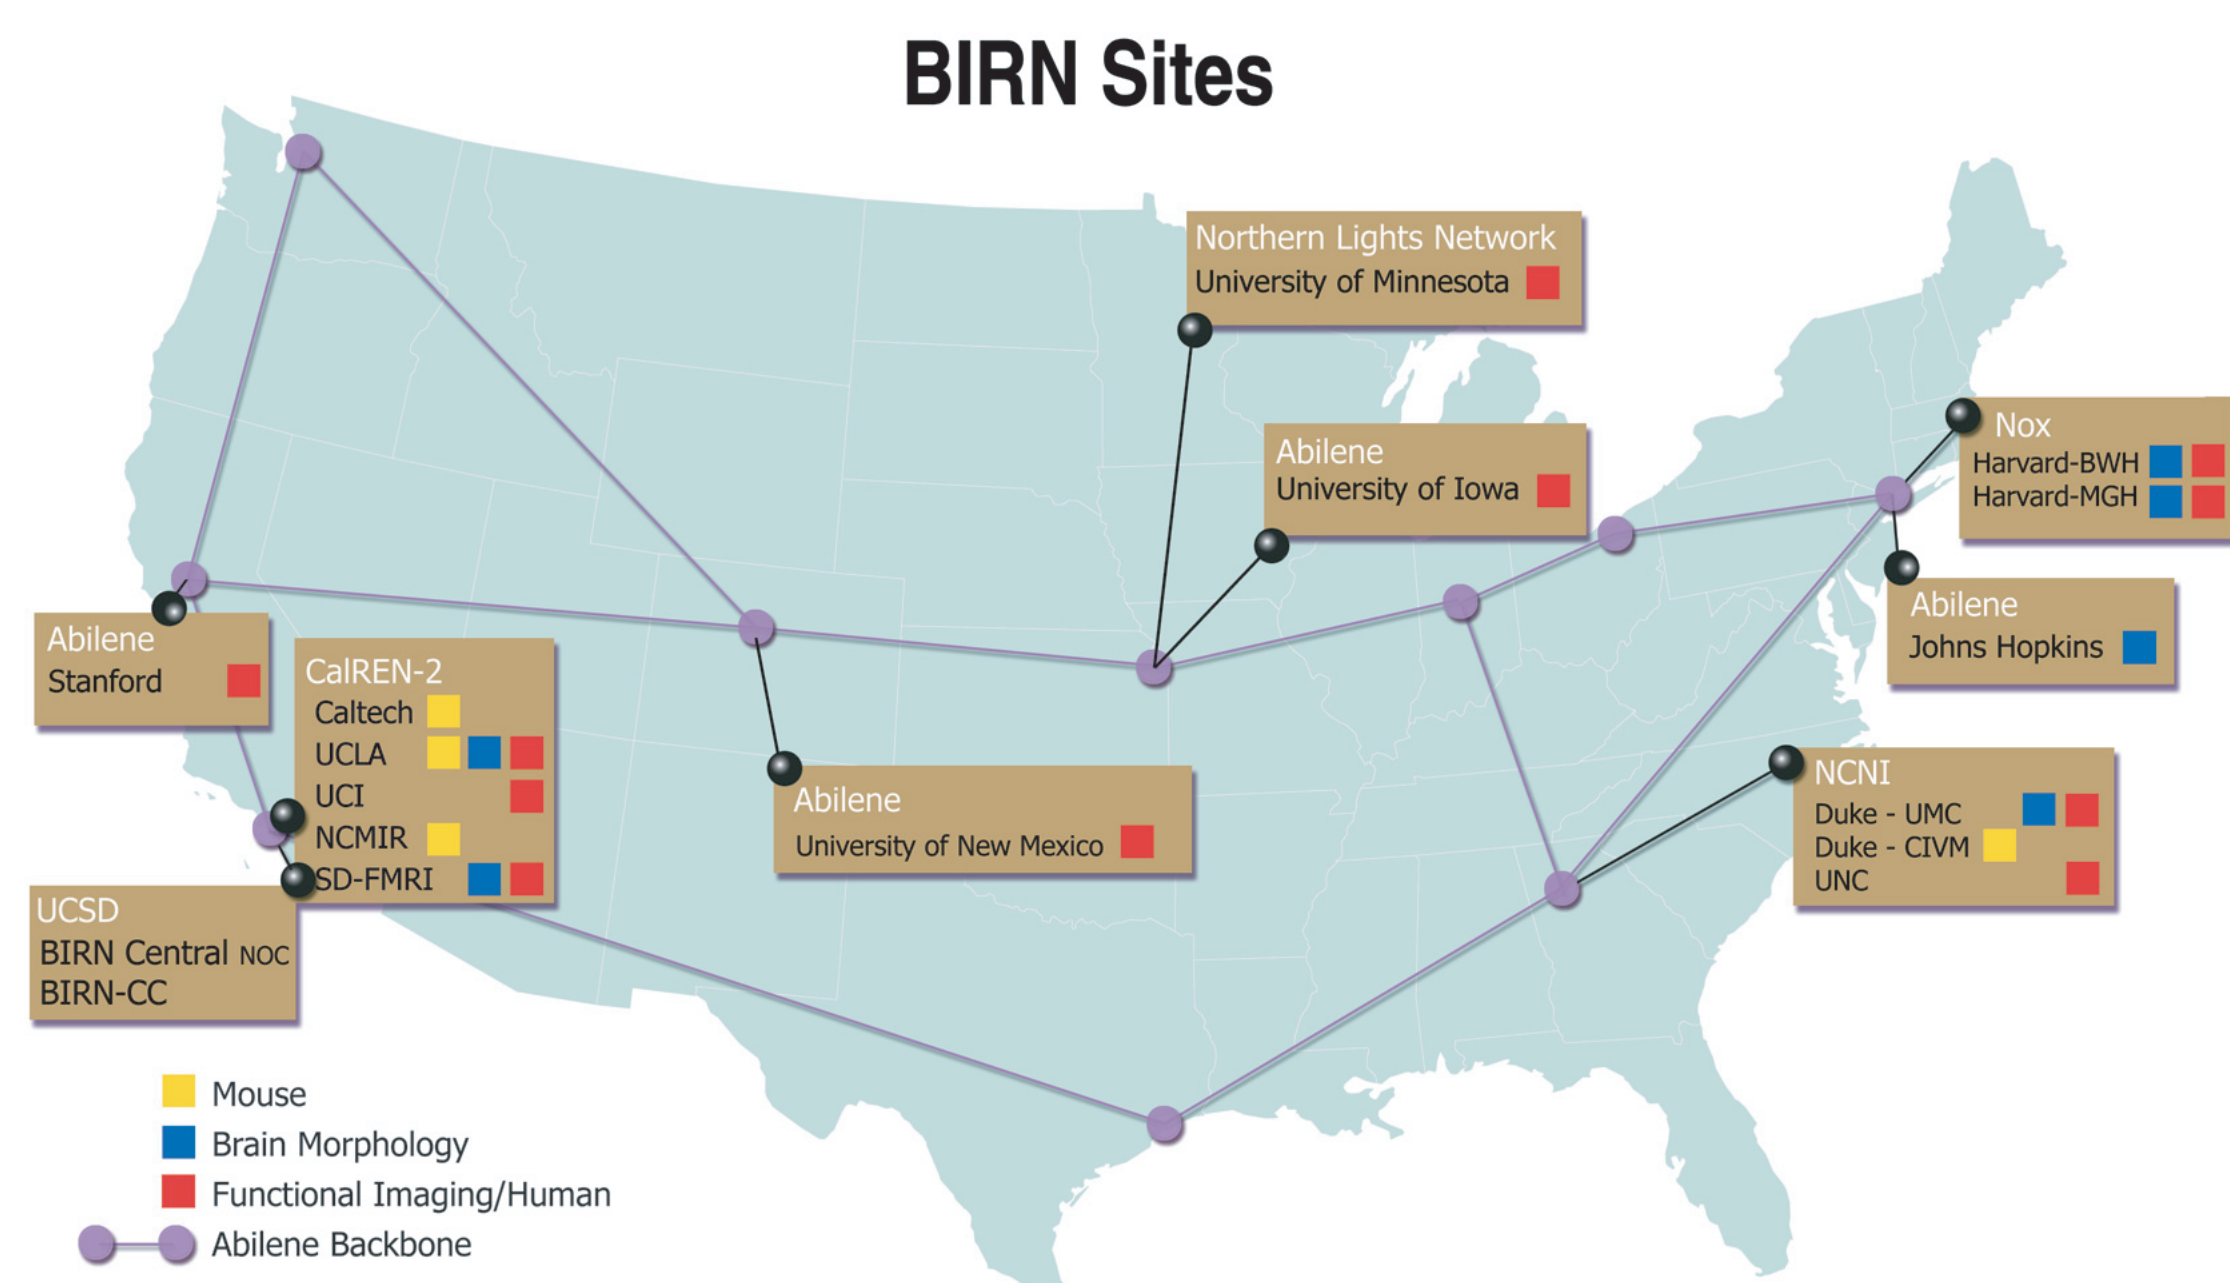 BIRN Sites
Northern Lights Network
University of Minnesota
Abilene
University of Iowa
Nox
Harvard-BWH
Harvard-MGH
Abilene
Johns Hopkins
Abilene
Stanford
CalREN-2
Caltech
UCLA
UCI
NCMIR
SD-FMRI
Abilene
University of New Mexico
NCNI
Duke - UMC
Duke - CIVM
UNC
UCSD
BIRN Central NOC
BIRN-CC
Mouse
Brain Morphology
Functional Imaging/Human
Abilene Backbone